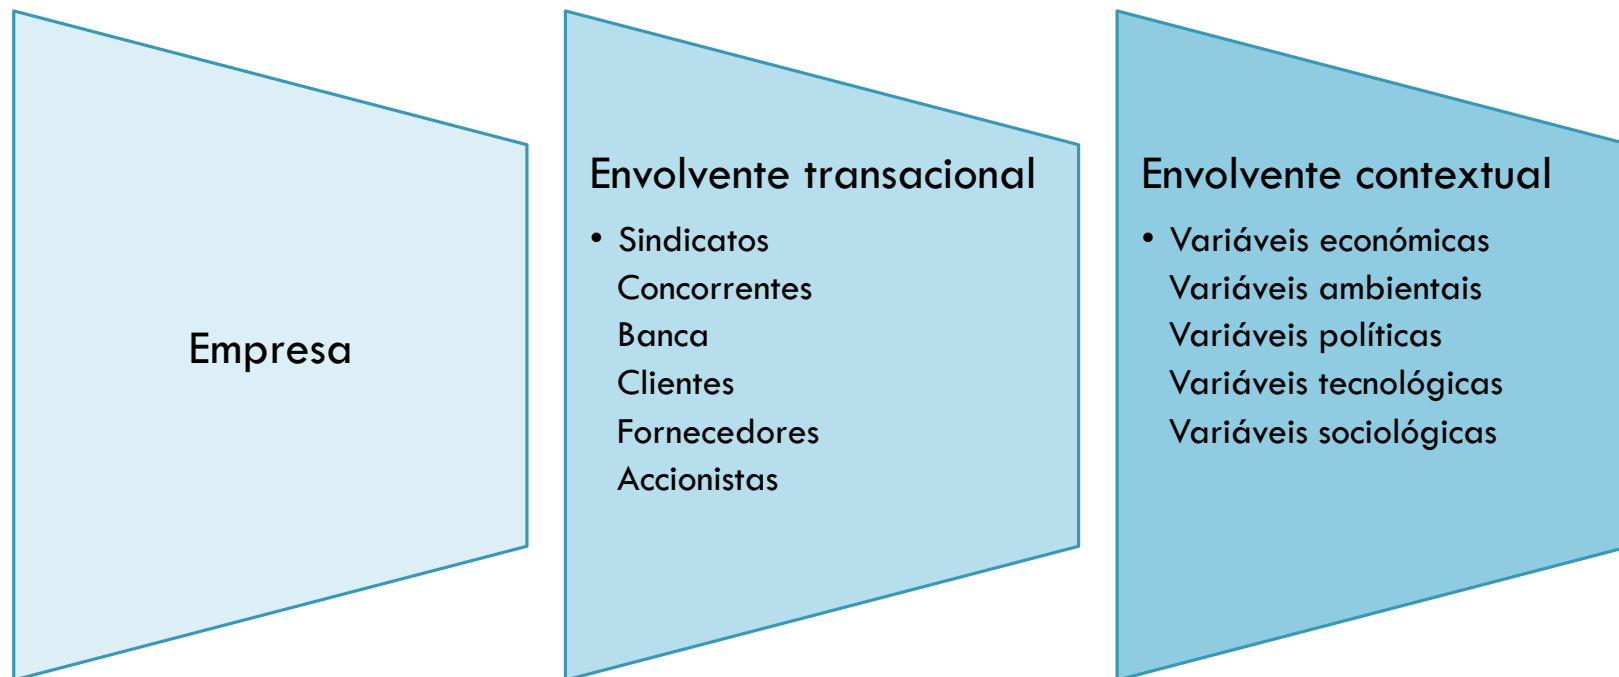 Empresa
Envolvente transacional
• Sindicatos
Concorrentes
Banca
Clientes
Fornecedores
Accionistas
Envolvente contextual
• Variáveis económicas
Variáveis ambientais
Variáveis políticas
Variáveis tecnológicas
Variáveis sociológicas